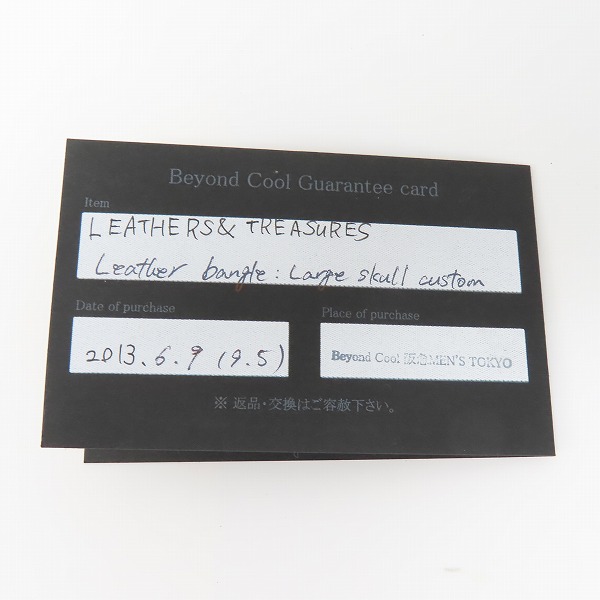 Beyond Cool Guarantee card
Item
LEATHERS & TREASURES
Leather bangle : Large skull custom
Date of purchase
Place of purchase
2013.6.9 (9.5)
Beyond Cool 阪急MEN'S TOKYO
※ 返品・交換はご容赦下さい。